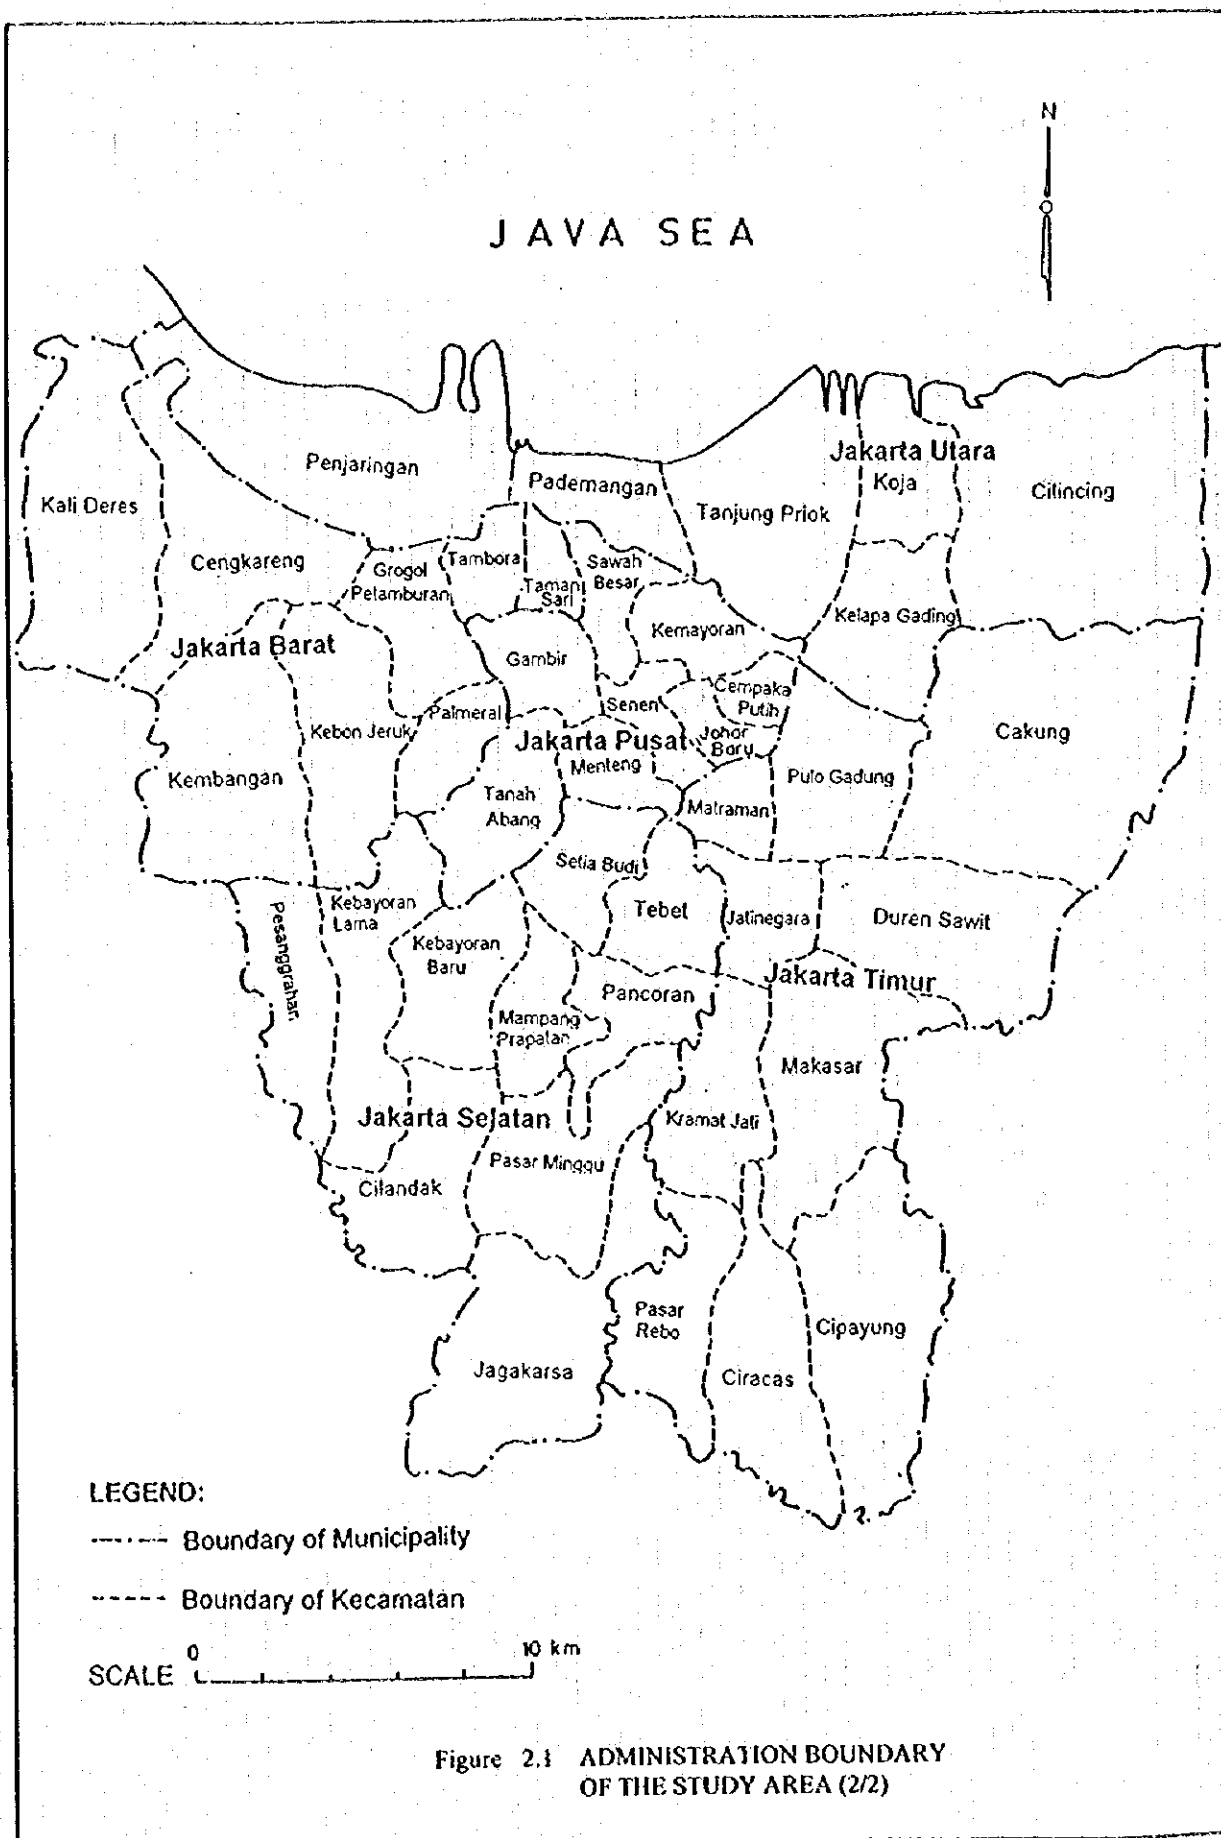 N
JAVA SEA
Penjaringan
Pademangan
Jakarta Utara
Koja
Cilincing
Kali Deres
Tanjung Priok
Cengkareng
Grogol
Petamburan
Tambora
Taman
Sari
Sawah
Besar
Kemayoran
Kelapa Gading
Jakarta Barat
Gambir
Cempaka
Putih
Senen
Palmeral
Kebon Jeruk
Jakarta Pusat
Johor
Baru
Cakung
Kembangan
Menteng
Pulo Gading
Tanah
Abang
Matraman
Setia Budi
Kebayoran
Lama
Pesanggrahan
Tebet
Jatinegara
Duren Sawit
Kebayoran
Baru
Jakarta Timur
Pancoran
Mampang
Prapatan
Makasar
Jakarta Selatan
Kramat Jati
Pasar Minggu
Cilandak
Pasar
Rebo
Cipayung
Jagakarsa
Ciracas
LEGEND:
Boundary of Municipality
Boundary of Kecamatan
0 10 km
SCALE
Figure 2.1 ADMINISTRATION BOUNDARY
OF THE STUDY AREA (2/2)